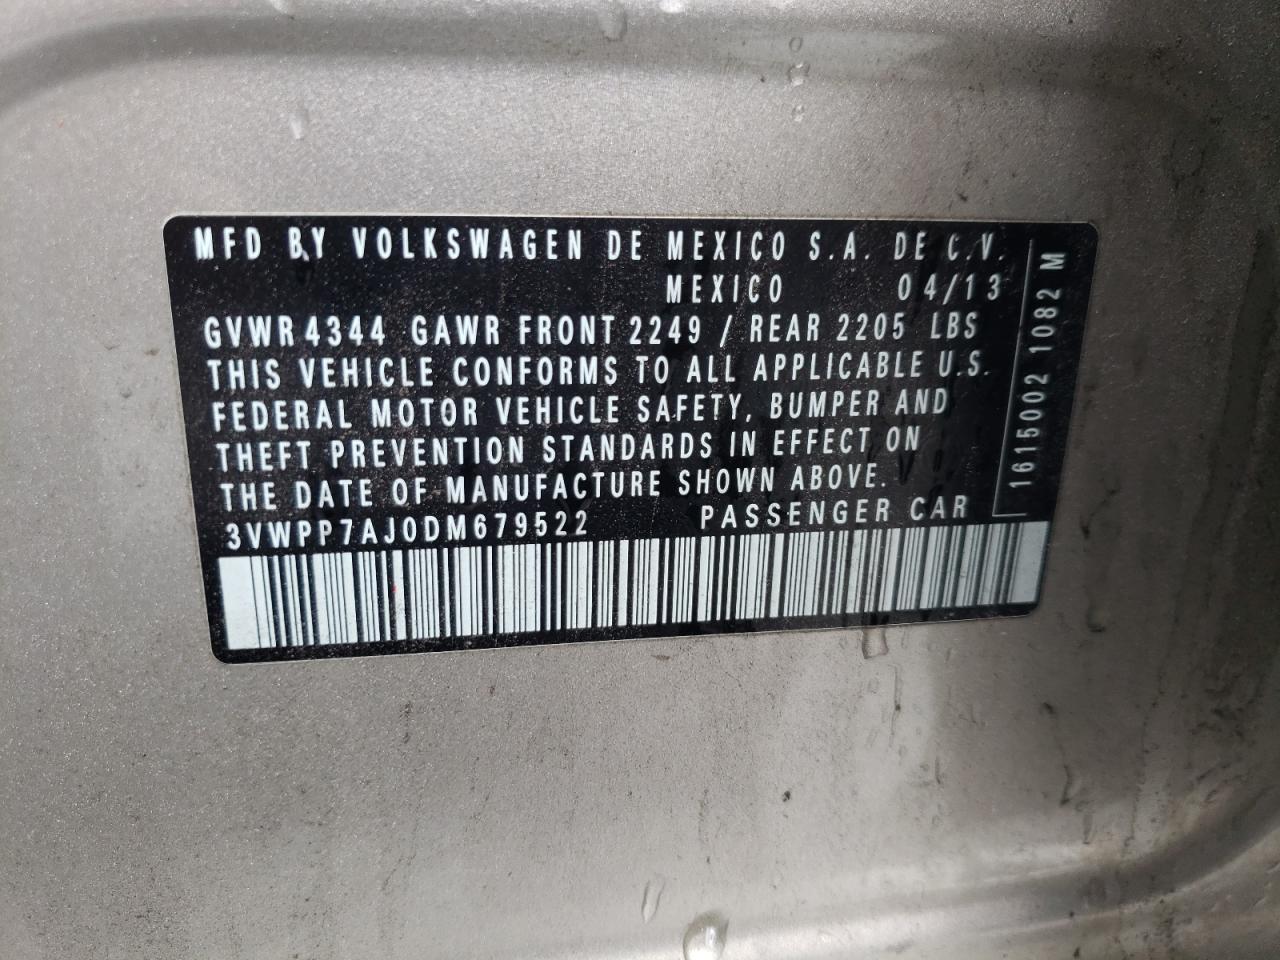 MFD BY VOLKSWAGEN DE MEXICO S.A. DE C.V.
MEXICO 04/13
GVWR 4344 GAWR FRONT 2249 / REAR 2205 LBS
THIS VEHICLE CONFORMS TO ALL APPLICABLE U.S.
FEDERAL MOTOR VEHICLE SAFETY, BUMPER AND
THEFT PREVENTION STANDARDS IN EFFECT ON
THE DATE OF MANUFACTURE SHOWN ABOVE.
3VWPP7AJ0DM679522 PASSENGER CAR
1615002 1082 M